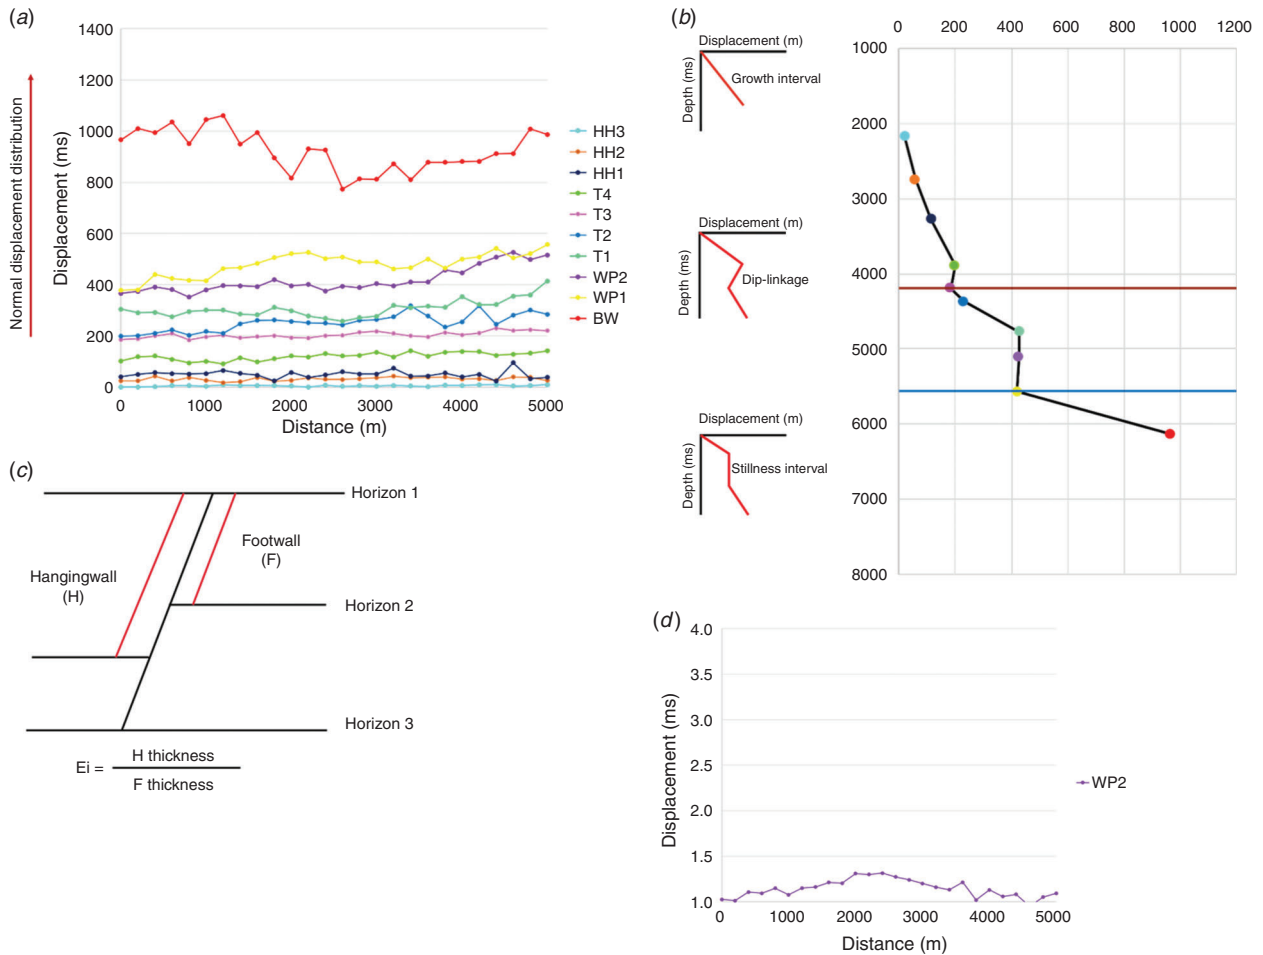 (a)
1400
1200
1000
800
600
400
200
0
Normal displacement distribution
Displacement (ms)
0 1000 2000 3000 4000 5000
Distance (m)
HH3
HH2
HH1
T4
T3
T2
T1
WP2
WP1
BW
(b)
Displacement (m)
Depth (ms)
Growth interval
Displacement (m)
Depth (ms)
Dip-linkage
Displacement (m)
Depth (ms)
Stillness interval
0 200 400 600 800 1000 1200
1000
2000
3000
4000
5000
6000
7000
8000
(c)
Horizon 1
Footwall
(F)
Hangingwall
(H)
Horizon 2
Horizon 3
Ei =
H thickness
F thickness
(d)
4.0
3.5
3.0
2.5
2.0
1.5
1.0
Displacement (ms)
0 1000 2000 3000 4000 5000
Distance (m)
WP2